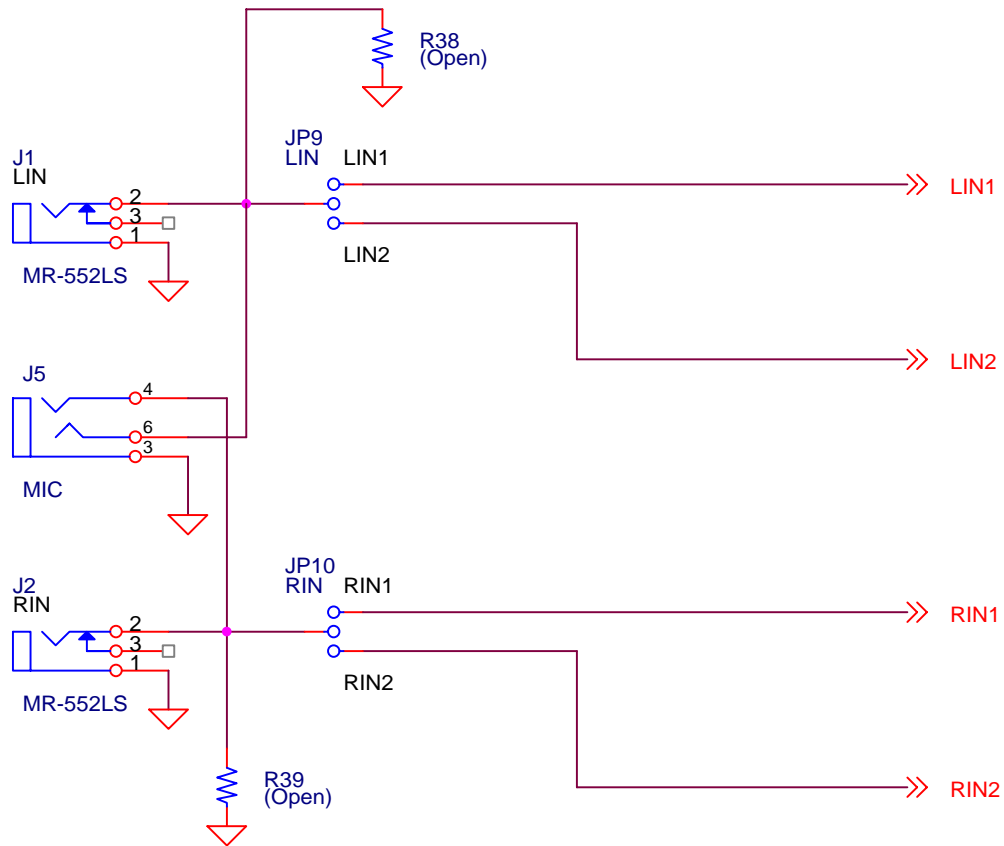 R38
(Open)
JP9
LIN
LIN1
LIN1
J1
LIN
2
3
1
LIN2
MR-552LS
LIN2
J5
4
6
3
MIC
JP10
RIN
RIN1
RIN1
J2
RIN
2
3
1
RIN2
MR-552LS
R39
(Open)
RIN2